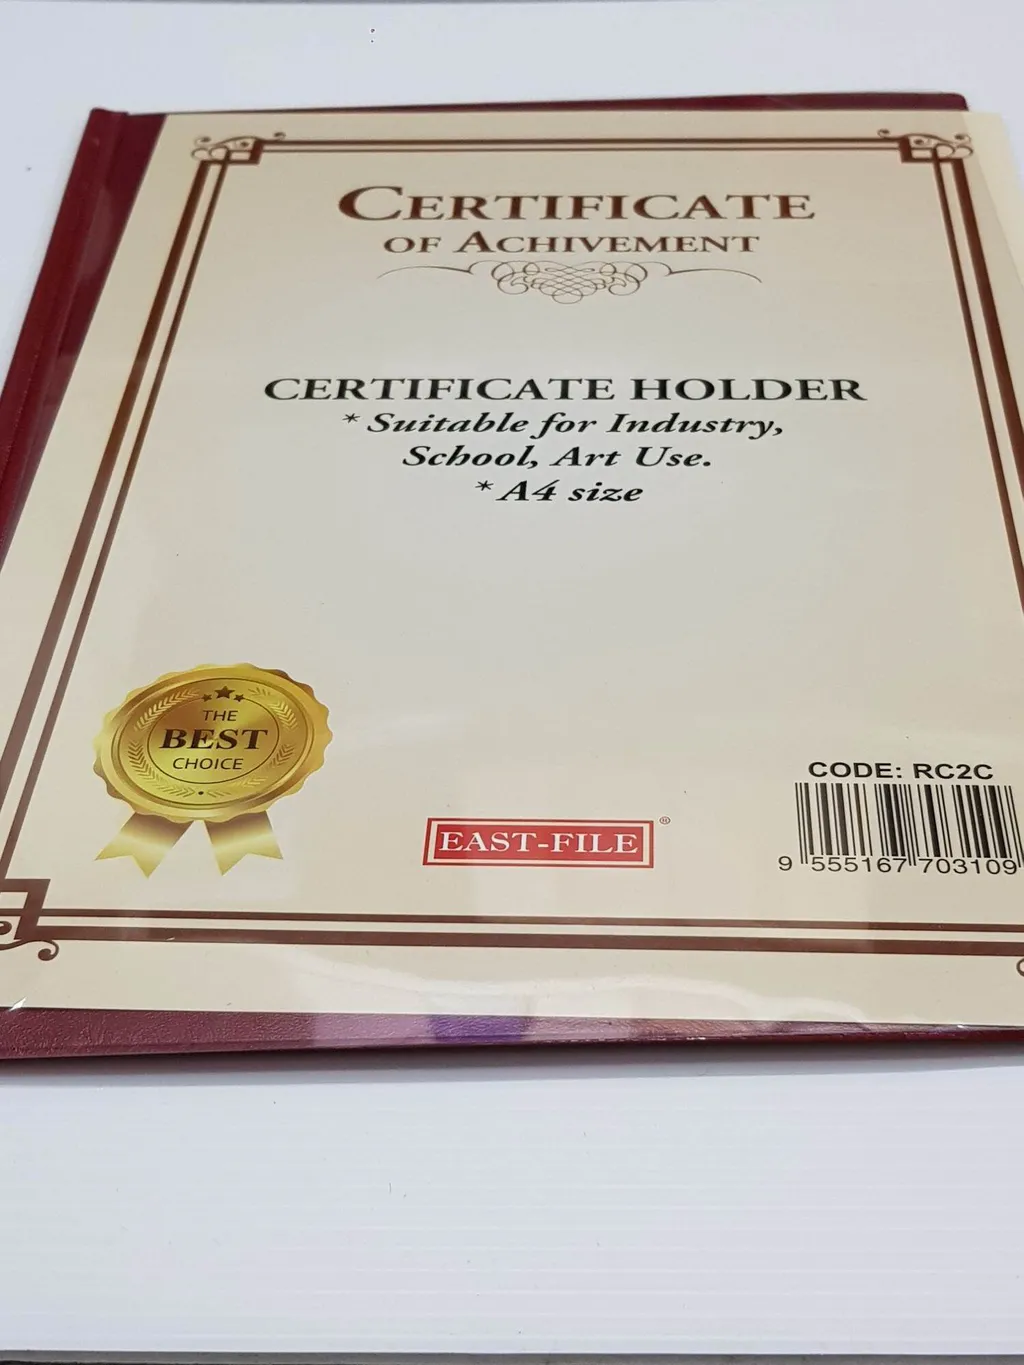 CERTIFICATE
OF ACHIVEMENT
CERTIFICATE HOLDER
* Suitable for Industry,
School, Art Use.
* A4 size
THE
BEST
CHOICE
EAST-FILE ®
CODE: RC2C
9 555167 703109